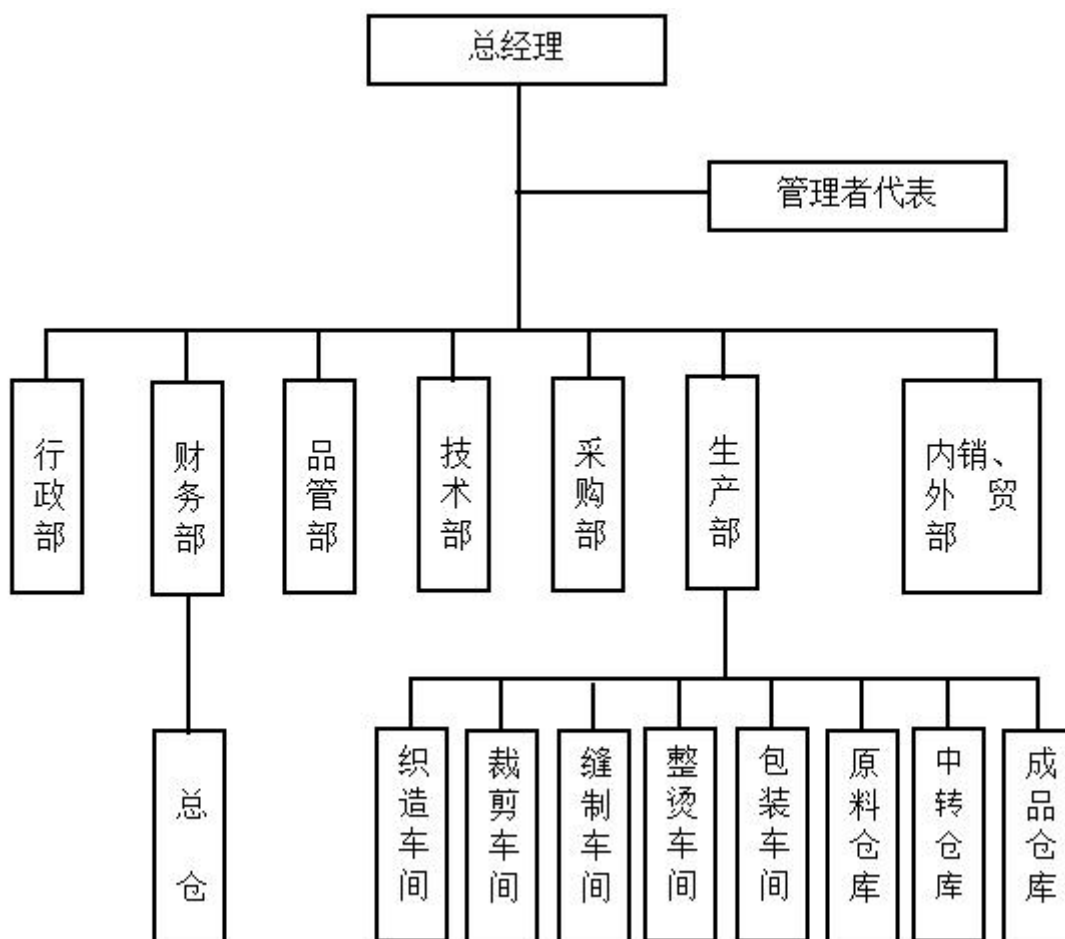 总经理
管理者代表
行政部
财务部
品管部
技术部
采购部
生产部
内销、
外 贸
部
总 仓
织造车间
裁剪车间
缝制车间
整烫车间
包装车间
原料仓库
中转仓库
成品仓库